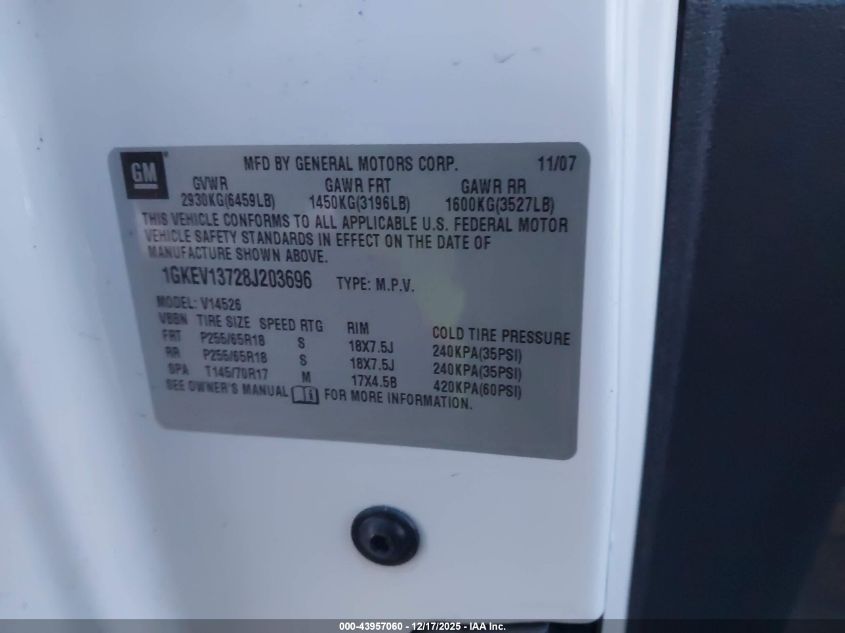 GM
MFD BY GENERAL MOTORS CORP. 11/07
GVWR GAWR FRT GAWR RR
2930KG(6459LB) 1450KG(3196LB) 1600KG(3527LB)
THIS VEHICLE CONFORMS TO ALL APPLICABLE U.S. FEDERAL MOTOR
VEHICLE SAFETY STANDARDS IN EFFECT ON THE DATE OF
MANUFACTURE SHOWN ABOVE.
1GKEV13728J203696 TYPE: M.P.V.
MODEL: V14526
VBBN TIRE SIZE SPEED RTG RIM COLD TIRE PRESSURE
FRT P255/65R18 S 18X7.5J 240KPA(35PSI)
RR P255/65R18 S 18X7.5J 240KPA(35PSI)
SPA T145/70R17 M 17X4.5B 420KPA(60PSI)
SEE OWNER'S MANUAL i FOR MORE INFORMATION.
000-43957060 - 12/17/2025 - IAA Inc.